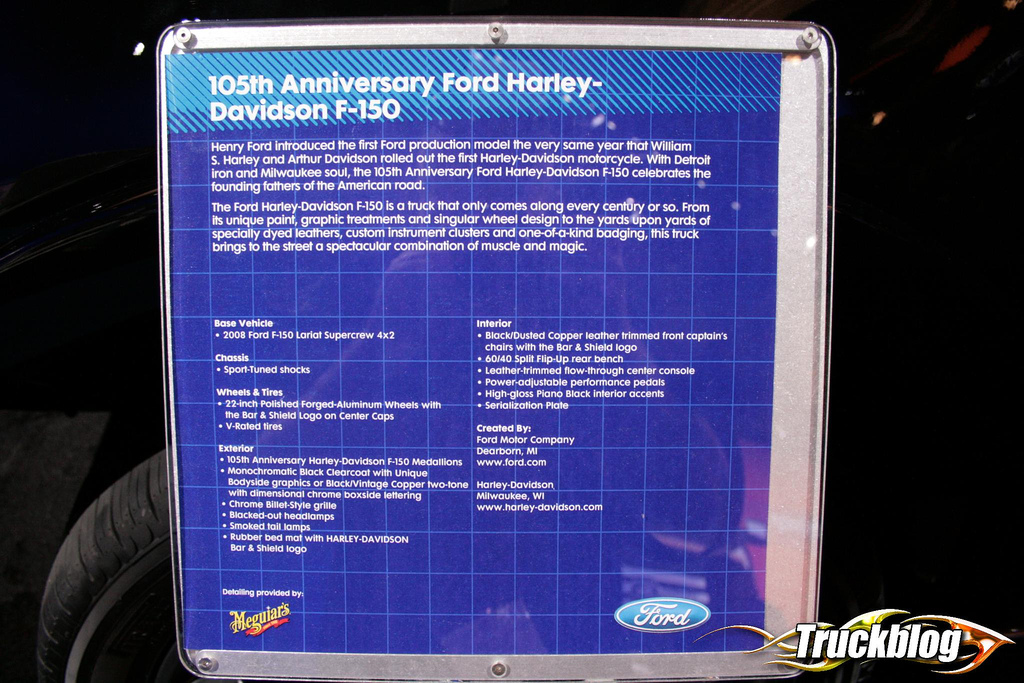 105th Anniversary Ford Harley-
Davidson F-150
Henry Ford introduced the first Ford production model the very same year that William
S. Harley and Arthur Davidson rolled out the first Harley-Davidson motorcycle. With Detroit
iron and Milwaukee soul, the 105th Anniversary Ford Harley-Davidson F-150 celebrates the
founding fathers of the American road.
The Ford Harley-Davidson F-150 is a truck that only comes along every century or so. From
its unique paint, graphic treatments and singular wheel design to the yards upon yards of
specially dyed leathers, custom instrument clusters and one-of-a-kind badging, this truck
brings to the street a spectacular combination of muscle and magic.
Base Vehicle
• 2008 Ford F-150 Lariat Supercrew 4x2
Chassis
• Sport-Tuned shocks
Wheels & Tires
• 22-inch Polished Forged-Aluminum Wheels with
the Bar & Shield Logo on Center Caps
• V-Rated tires
Exterior
• 105th Anniversary Harley-Davidson F-150 Medallions
• Monochromatic Black Clearcoat with Unique
Bodyside graphics or Black/Vintage Copper two-tone
with dimensional chrome boxside lettering
• Chrome Billet-Style grille
• Blacked-out headlamps
• Smoked tail lamps
• Rubber bed mat with HARLEY-DAVIDSON
Bar & Shield logo
Interior
• Black/Dusted Copper leather trimmed front captain's
chairs with the Bar & Shield logo
• 60/40 Split Flip-Up rear bench
• Leather-trimmed flow-through center console
• Power-adjustable performance pedals
• High-gloss Piano Black interior accents
• Serialization Plate
Created By:
Ford Motor Company
Dearborn, MI
www.ford.com
Harley-Davidson
Milwaukee, WI
www.harley-davidson.com
Detailing provided by:
Meguiar's
Ford
Truckblog